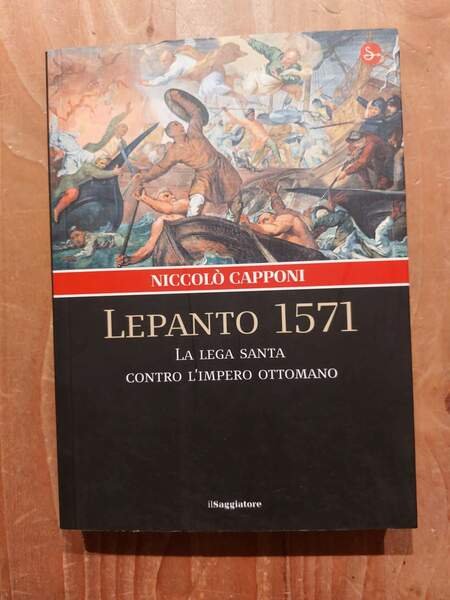 NICCOLÒ CAPPONI
LEPANTO 1571
LA LEGA SANTA
CONTRO L'IMPERO OTTOMANO
ilSaggiatore